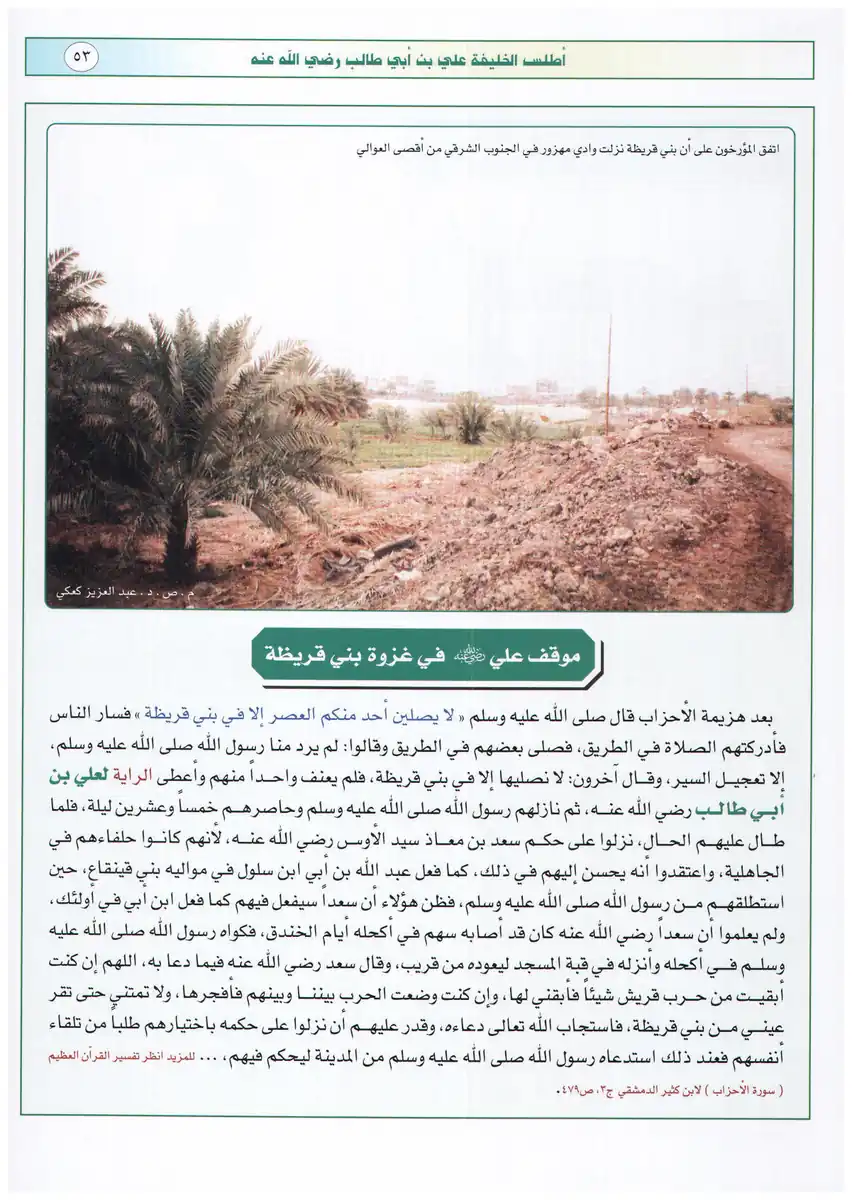 أطلس الخليفة علي بن أبي طالب رضي الله عنه
٥٣
اتفق المؤرخون على أن بني قريظة نزلت وادي مهزور في الجنوب الشرقي من أقصى العوالي
م . ص . د . عبد العزيز كعكي
موقف علي رضي الله عنه في غزوة بني قريظة
بعد هزيمة الأحزاب قال صلى الله عليه وسلم « لا يصلين أحد منكم العصر إلا في بني قريظة » فسار الناس
فأدركتهم الصلاة في الطريق، فصلى بعضهم في الطريق وقالوا: لم يرد منا رسول الله صلى الله عليه وسلم،
إلا تعجيل السير، وقال آخرون: لا نصليها إلا في بني قريظة، فلم يعنف واحداً منهم وأعطى الراية لعلي بن
أبي طالب رضي الله عنه، ثم نازلهم رسول الله صلى الله عليه وسلم وحاصرهم خمساً وعشرين ليلة، فلما
طال عليهم الحال، نزلوا على حكم سعد بن معاذ سيد الأوس رضي الله عنه، لأنهم كانوا حلفاءهم في
الجاهلية، واعتقدوا أنه يحسن إليهم في ذلك، كما فعل عبد الله بن أبي ابن سلول في مواليه بني قينقاع، حين
استطلقهم من رسول الله صلى الله عليه وسلم، فظن هؤلاء أن سعداً سيفعل فيهم كما فعل ابن أبي في أولئك،
ولم يعلموا أن سعداً رضي الله عنه كان قد أصابه سهم في أكحله أيام الخندق، فكواه رسول الله صلى الله عليه
وسلم في أكحله وأنزله في قبة المسجد ليعوده من قريب، وقال سعد رضي الله عنه فيما دعا به، اللهم إن كنت
أبقيت من حرب قريش شيئاً فأبقني لها، وإن كنت وضعت الحرب بيننا وبينهم فأفجرها، ولا تمتني حتى تقر
عيني من بني قريظة، فاستجاب الله تعالى دعاءه، وقدر عليهم أن نزلوا على حكمه باختيارهم طلباً من تلقاء
أنفسهم فعند ذلك استدعاه رسول الله صلى الله عليه وسلم من المدينة ليحكم فيهم، ... للمزيد انظر تفسير القرآن العظيم
( سورة الأحزاب ) لابن كثير الدمشقي ج٣، ص٤٧٩.